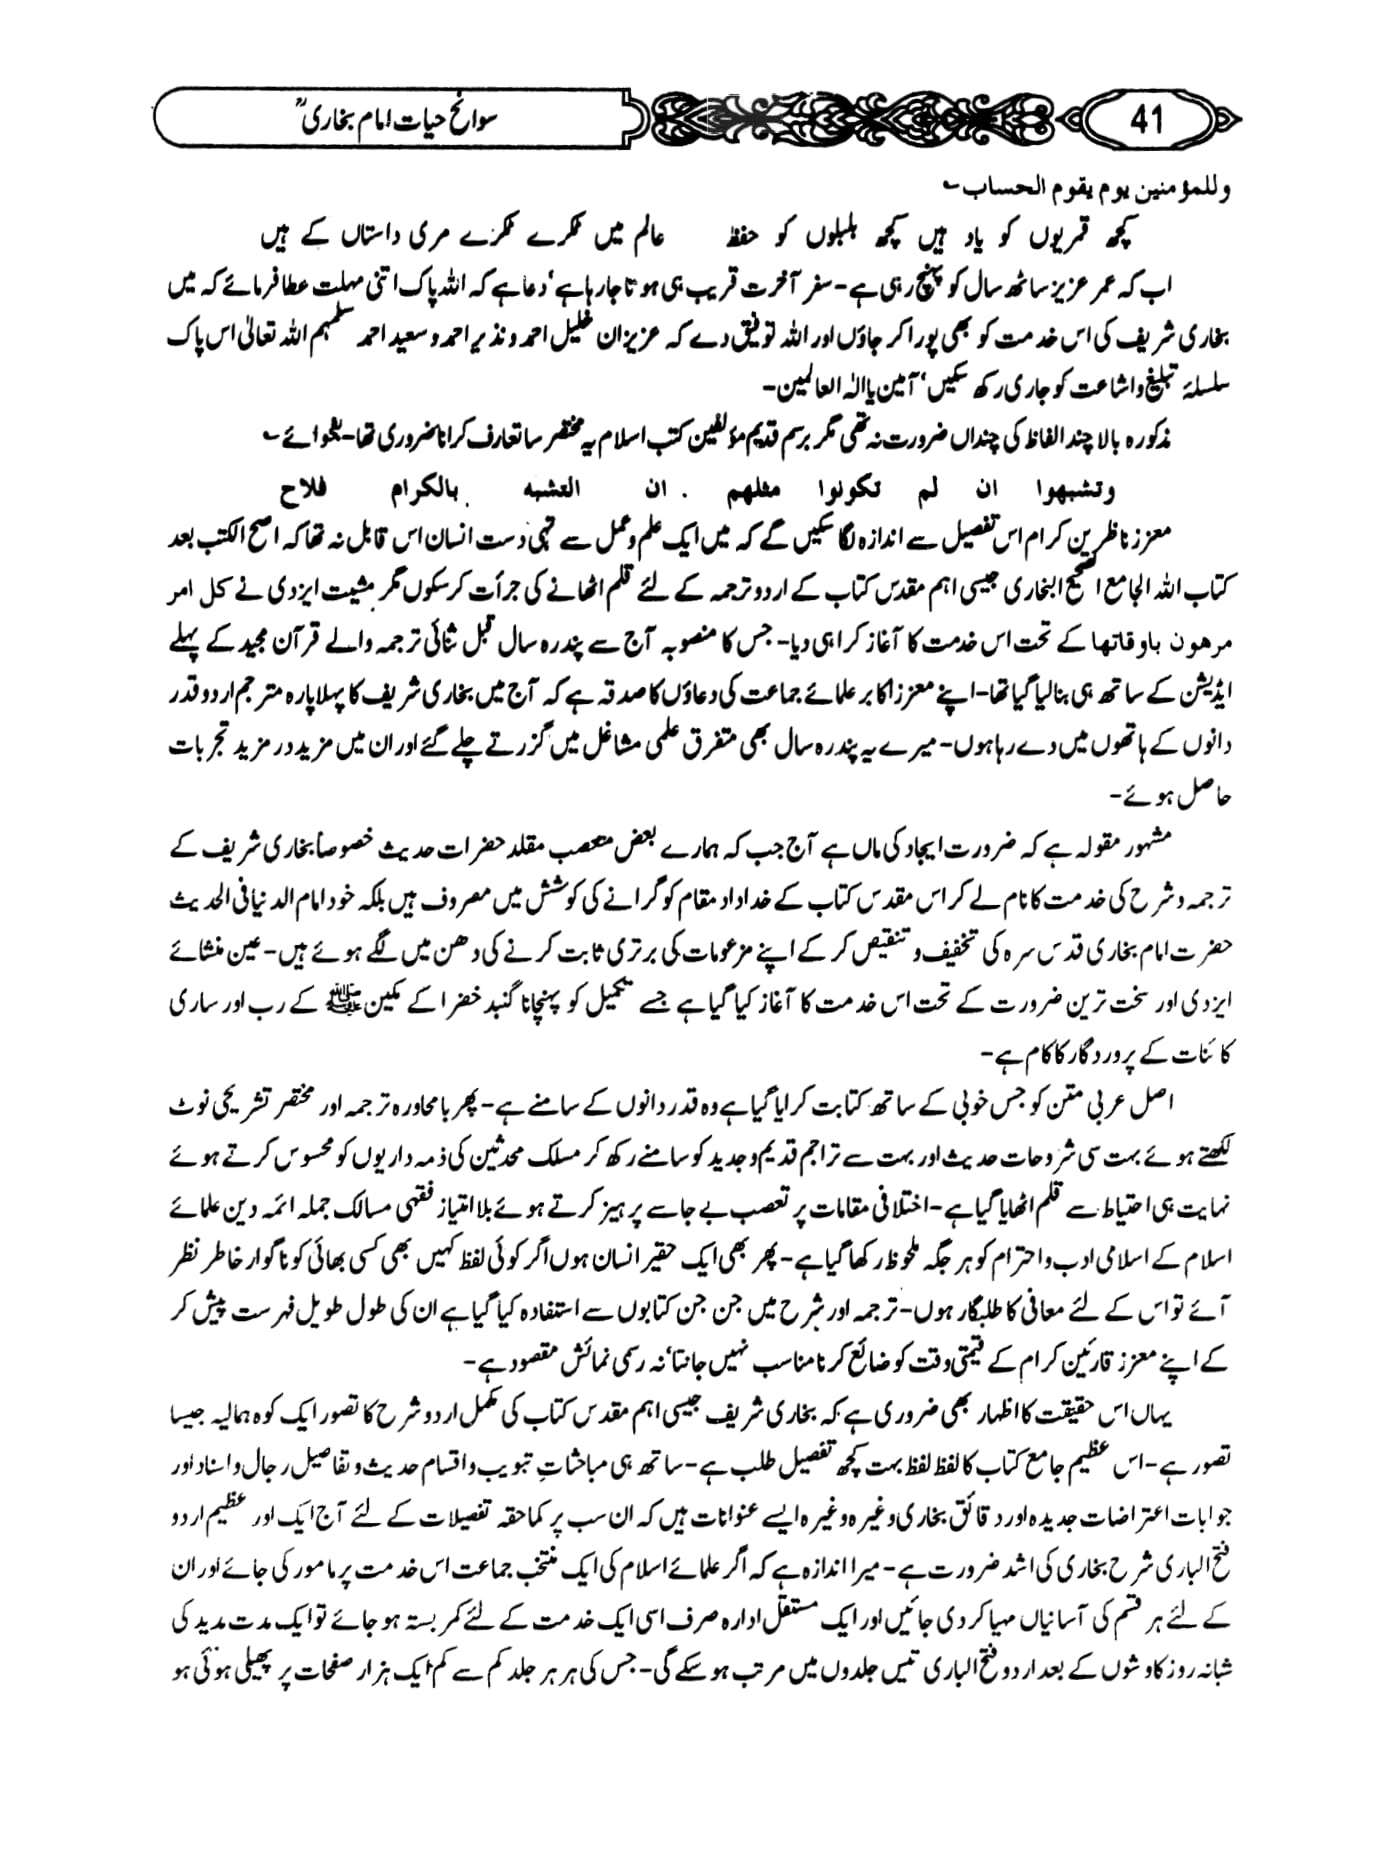 41
سوانح حیات امام بخاریؒ
وللمؤمنین یوم یقوم الحساب ۔
کچھ قمریوں کو یاد ہیں کچھ بلبلوں کو حفظ عالم میں ٹکڑے ٹکڑے مری داستاں کے ہیں
اب کہ عمر عزیز ساٹھ سال کو پہنچ رہی ہے۔ سفر آخرت قریب ہی ہوتا جارہا ہے‘ دعا ہے کہ اللہ پاک اتنی مہلت عطا فرمائے کہ میں
بخاری شریف کی اس خدمت کو بھی پورا کر جاؤں اور اللہ توفیق دے کہ عزیزان خلیل احمد و نذیر احمد و سعید احمد سلمہم اللہ تعالیٰ اس پاک
سلسلۂ تبلیغ و اشاعت کو جاری رکھ سکیں‘ آمین یا الٰہ العالمین۔
مذکورہ بالا چند الفاظ کی چنداں ضرورت نہ تھی مگر برسم قدیم مؤلفین کتب اسلام یہ مختصر سا تعارف کرانا ضروری تھا۔ بفحوائے ۔
وتشبھوا ان لم تکونوا مثلھم ۔ ان التشبہ بالکرام فلاح
معزز ناظرین کرام اس تفصیل سے اندازہ لگا سکیں گے کہ میں ایک علم و عمل سے تہی دست انسان اس قابل نہ تھا کہ اصح الکتب بعد
کتاب اللہ الجامع الصحیح البخاری جیسی اہم مقدس کتاب کے اردو ترجمہ کے لئے قلم اٹھانے کی جرأت کرسکوں مگر مشیت ایزدی نے کل امر
مرھون باوقاتھا کے تحت اس خدمت کا آغاز کرا ہی دیا۔ جس کا منصوبہ آج سے پندرہ سال قبل ثنائی ترجمہ والے قرآن مجید کے پہلے
ایڈیشن کے ساتھ ہی بنالیا گیا تھا۔ اپنے معزز اکابر علمائے جماعت کی دعاؤں کا صدقہ ہے کہ آج میں بخاری شریف کا پہلا پارہ مترجم اردو قدر
دانوں کے ہاتھوں میں دے رہا ہوں۔ میرے یہ پندرہ سال بھی متفرق علمی مشاغل میں گزرتے چلے گئے اور ان میں مزید در مزید تجربات
حاصل ہوئے۔
مشہور مقولہ ہے کہ ضرورت ایجاد کی ماں ہے آج جب کہ ہمارے بعض متعصب مقلد حضرات حدیث خصوصاً بخاری شریف کے
ترجمہ و شرح کی خدمت کا نام لے کر اس مقدس کتاب کے خداداد مقام کو گرانے کی کوشش میں مصروف ہیں بلکہ خود امام الدنیا فی الحدیث
حضرت امام بخاری قدس سرہ کی تخفیف و تنقیص کر کے اپنے مزعومات کی برتری ثابت کرنے کی دھن میں لگے ہوئے ہیں۔ عین منشائے
ایزدی اور سخت ترین ضرورت کے تحت اس خدمت کا آغاز کیا گیا ہے جسے تکمیل کو پہنچانا گنبد خضرا کے مکین ﷺ کے رب اور ساری
کائنات کے پروردگار کا کام ہے۔
اصل عربی متن کو جس خوبی کے ساتھ کتابت کرایا گیا ہے وہ قدر دانوں کے سامنے ہے۔ پھر بامحاورہ ترجمہ اور مختصر تشریحی نوٹ
لکھتے ہوئے بہت سی شروحات حدیث اور بہت سے تراجم قدیم و جدید کو سامنے رکھ کر مسلک محدثین کی ذمہ داریوں کو محسوس کرتے ہوئے
نہایت ہی احتیاط سے قلم اٹھایا گیا ہے۔ اختلافی مقامات پر تعصب بے جا سے پرہیز کرتے ہوئے بلا امتیاز فقہی مسالک جملہ ائمہ دین علمائے
اسلام کے اسلامی ادب و احترام کو ہر جگہ ملحوظ رکھا گیا ہے۔ پھر بھی ایک حقیر انسان ہوں اگر کوئی لفظ کہیں بھی کسی بھائی کو ناگوار خاطر نظر
آئے تو اس کے لئے معافی کا طلبگار ہوں۔ ترجمہ اور شرح میں جن جن کتابوں سے استفادہ کیا گیا ہے ان کی طول طویل فہرست پیش کر
کے اپنے معزز قارئین کرام کے قیمتی وقت کو ضائع کرنا مناسب نہیں جانتا‘ نہ رسمی نمائش مقصود ہے۔
یہاں اس حقیقت کا اظہار بھی ضروری ہے کہ بخاری شریف جیسی اہم مقدس کتاب کی مکمل اردو شرح کا تصور ایک کوہ ہمالیہ جیسا
تصور ہے۔ اس عظیم جامع کتاب کا لفظ لفظ بہت کچھ تفصیل طلب ہے۔ ساتھ ہی مباحثاتِ تبویب و اقسام حدیث و تفاصیل رجال و اسناد اور
جوابات اعتراضات جدیدہ اور دقائق بخاری وغیرہ وغیرہ ایسے عنوانات ہیں کہ ان سب پر کماحقہ تفصیلات کے لئے آج ایک اور عظیم اردو
فتح الباری شرح بخاری کی اشد ضرورت ہے۔ میرا اندازہ ہے کہ اگر علمائے اسلام کی ایک منتخب جماعت اس خدمت پر مامور کی جائے اور ان
کے لئے ہر قسم کی آسانیاں مہیا کر دی جائیں اور ایک مستقل ادارہ صرف اسی ایک خدمت کے لئے کمربستہ ہو جائے تو ایک مدت مدید کی
شبانہ روز کاوشوں کے بعد اردو فتح الباری تیس جلدوں میں مرتب ہوسکے گی۔ جس کی ہر ہر جلد کم سے کم ایک ہزار صفحات پر پھیلی ہوئی ہو